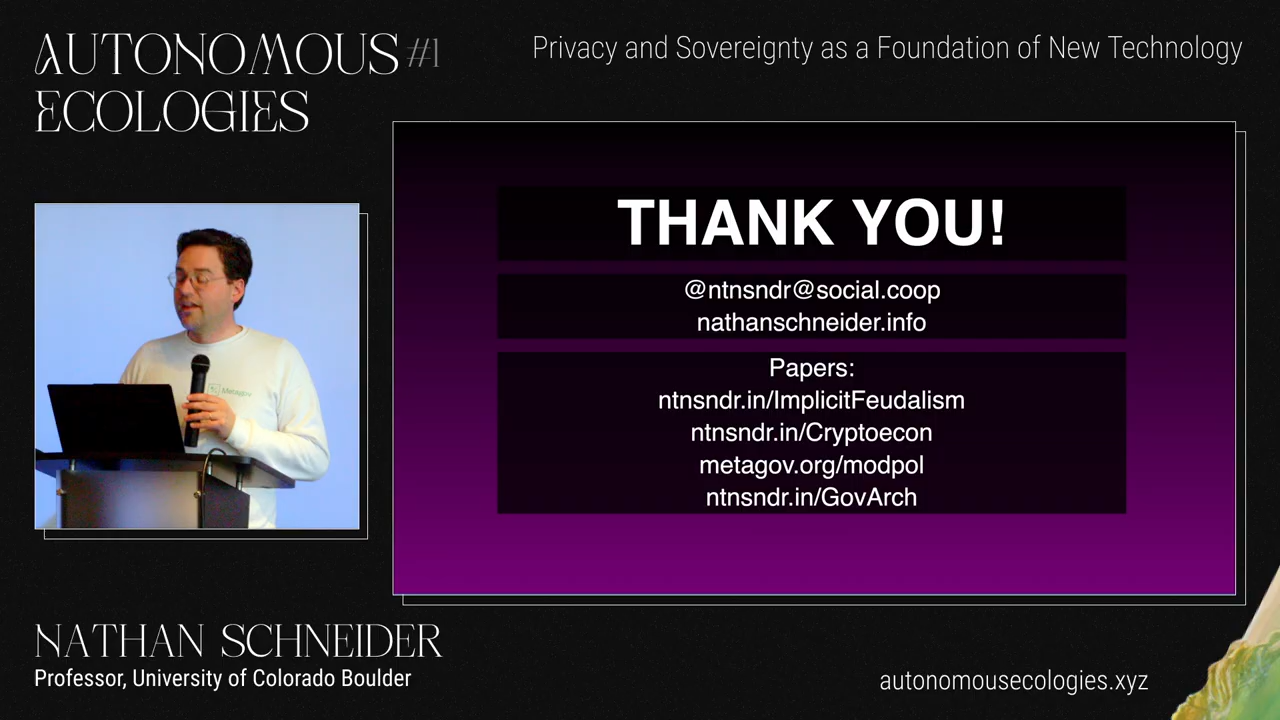 AUTONOMOUS #1
ECOLOGIES
Privacy and Sovereignty as a Foundation of New Technology
THANK YOU!
@ntnsndr@social.coop
nathanschneider.info
Papers:
ntnsndr.in/ImplicitFeudalism
ntnsndr.in/Cryptoecon
metagov.org/modpol
ntnsndr.in/GovArch
Metagov
NATHAN SCHNEIDER
Professor, University of Colorado Boulder
autonomousecologies.xyz